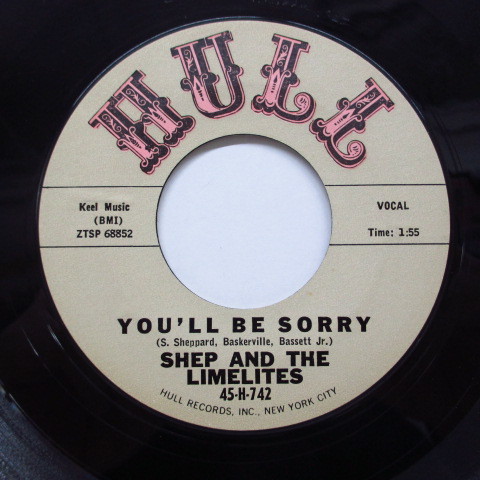 HULL
Keel Music
(BMI)
ZTSP 68852
VOCAL
Time: 1:55
YOU'LL BE SORRY
(S. Sheppard, Baskerville, Bassett Jr.)
SHEP AND THE
LIMELITES
45-H-742
HULL RECORDS, INC., NEW YORK CITY